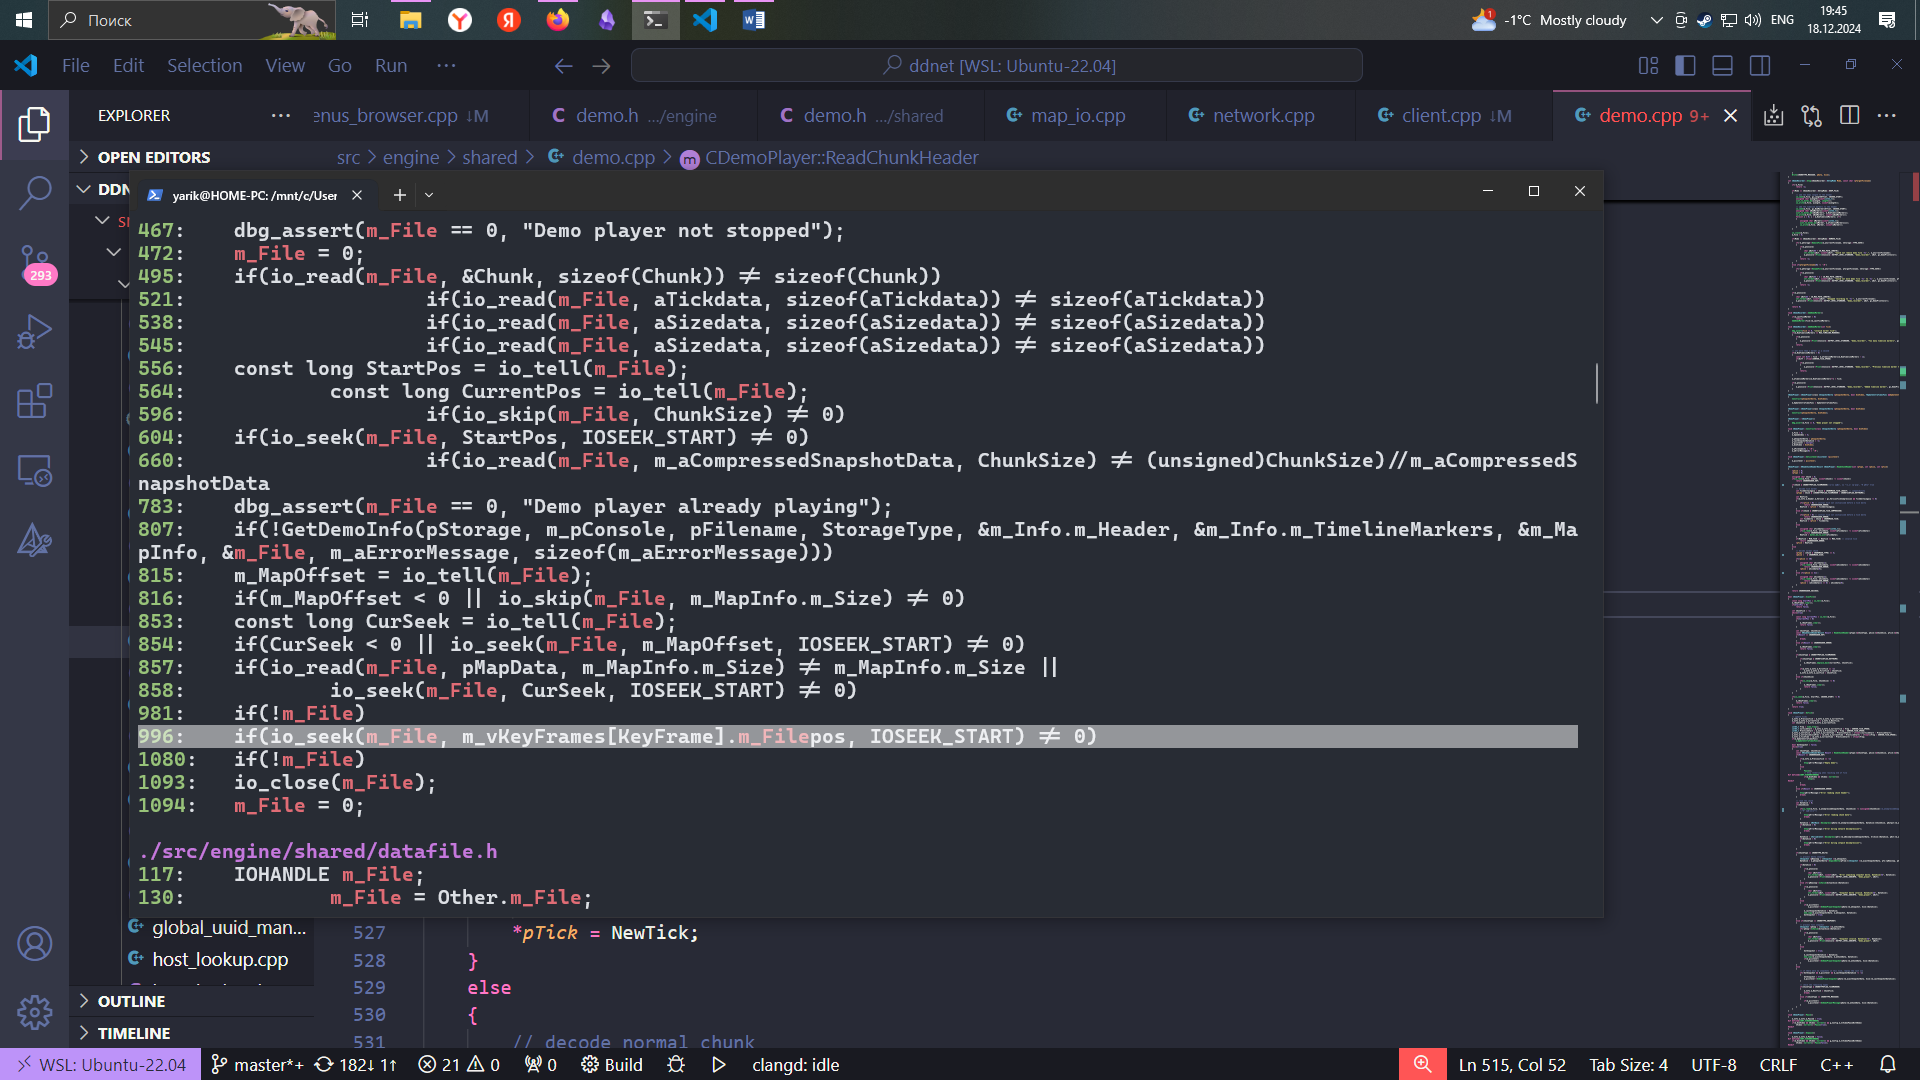 Поиск
-1°C Mostly cloudy
ENG
19:45
18.12.2024
File Edit Selection View Go Run ···
ddnet [WSL: Ubuntu-22.04]
EXPLORER
enus_browser.cpp ↓M
C demo.h .../engine
C demo.h .../shared
map_io.cpp
network.cpp
client.cpp ↓M
demo.cpp 9+
OPEN EDITORS
src > engine > shared > demo.cpp > CDemoPlayer::ReadChunkHeader
DDN
293
yarik@HOME-PC: /mnt/c/User
467:    dbg_assert(m_File == 0, "Demo player not stopped");
472:    m_File = 0;
495:    if(io_read(m_File, &Chunk, sizeof(Chunk)) != sizeof(Chunk))
521:                    if(io_read(m_File, aTickdata, sizeof(aTickdata)) != sizeof(aTickdata))
538:                    if(io_read(m_File, aSizedata, sizeof(aSizedata)) != sizeof(aSizedata))
545:                    if(io_read(m_File, aSizedata, sizeof(aSizedata)) != sizeof(aSizedata))
556:    const long StartPos = io_tell(m_File);
564:            const long CurrentPos = io_tell(m_File);
596:                    if(io_skip(m_File, ChunkSize) != 0)
604:    if(io_seek(m_File, StartPos, IOSEEK_START) != 0)
660:                    if(io_read(m_File, m_aCompressedSnapshotData, ChunkSize) != (unsigned)ChunkSize)//m_aCompressedS
napshotData
783:    dbg_assert(m_File == 0, "Demo player already playing");
807:    if(!GetDemoInfo(pStorage, m_pConsole, pFilename, StorageType, &m_Info.m_Header, &m_Info.m_TimelineMarkers, &m_Ma
pInfo, &m_File, m_aErrorMessage, sizeof(m_aErrorMessage)))
815:    m_MapOffset = io_tell(m_File);
816:    if(m_MapOffset < 0 || io_skip(m_File, m_MapInfo.m_Size) != 0)
853:    const long CurSeek = io_tell(m_File);
854:    if(CurSeek < 0 || io_seek(m_File, m_MapOffset, IOSEEK_START) != 0)
857:    if(io_read(m_File, pMapData, m_MapInfo.m_Size) != m_MapInfo.m_Size ||
858:            io_seek(m_File, CurSeek, IOSEEK_START) != 0)
981:    if(!m_File)
996:    if(io_seek(m_File, m_vKeyFrames[KeyFrame].m_Filepos, IOSEEK_START) != 0)
1080:   if(!m_File)
1093:   io_close(m_File);
1094:   m_File = 0;
./src/engine/shared/datafile.h
117:    IOHANDLE m_File;
130:            m_File = Other.m_File;
global_uuid_man...
host_lookup.cpp
527 *pTick = NewTick;
528 }
529 else
530 {
531 // decode normal chunk
OUTLINE
TIMELINE
WSL: Ubuntu-22.04
master*+
182↓ 1↑
21 0
0
Build
clangd: idle
Ln 515, Col 52
Tab Size: 4
UTF-8
CRLF
C++